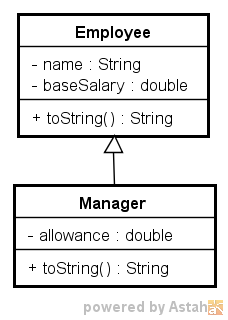 Employee
- name : String
- baseSalary : double
+ toString() : String
Manager
- allowance : double
+ toString() : String
powered by Astah